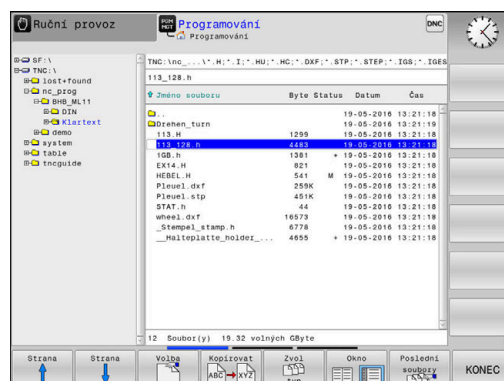 Ruční provoz
PGM MGT
Programování
Programování
DNC
SF:\
TNC:\
lost+found
nc_prog
BHB_ML11
DIN
Klartext
demo
system
table
tncguide
TNC:\nc_...\*.H;*.I;*.HU;*.HC;*.DXF;*.STP;*.STEP;*.IGS;*.IGES
113_128.h
Jméno souboru Byte Status Datum Čas
.. 19-05-2016 13:21:18
Drehen_turn 19-05-2016 13:21:19
113.H 1299 19-05-2016 13:21:18
113_128.h 4483 19-05-2016 13:21:18
1GB.h 1381 + 19-05-2016 13:21:18
EX14.H 821 19-05-2016 13:21:18
HEBEL.H 541 M 19-05-2016 13:21:18
Pleuel.dxf 259K 19-05-2016 13:21:18
Pleuel.stp 451K 19-05-2016 13:21:18
STAT.h 44 19-05-2016 13:21:18
wheel.dxf 16573 19-05-2016 13:21:18
_Stempel_stamp.h 6778 19-05-2016 13:21:18
__Halteplatte_holder_... 4655 + 19-05-2016 13:21:18
12 Soubor(y) 19.32 volných GByte
Strana
Strana
Volba
Kopírovat
ABC XYZ
Zvol
typ
Okno
Poslední
soubory
KONEC